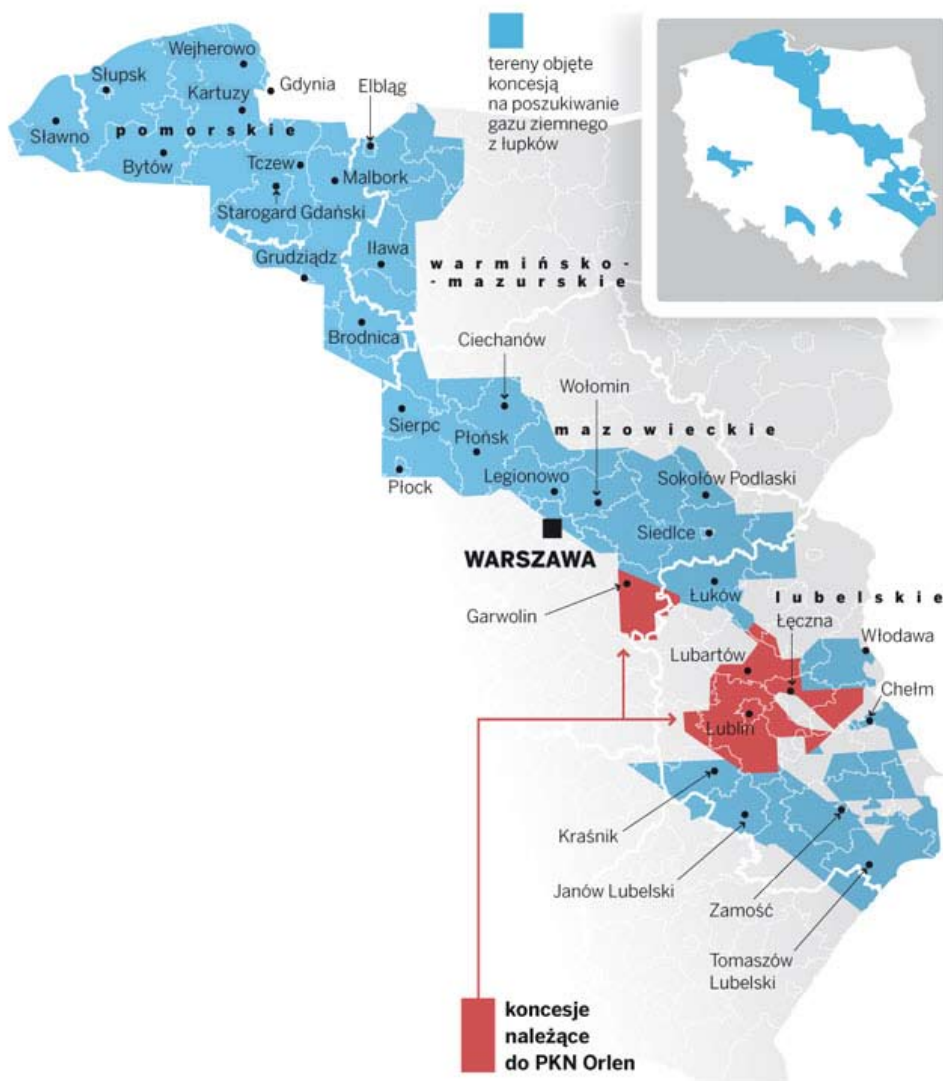 Wejherowo
Słupsk
Gdynia
Elbląg
Kartuzy
Sławno
pomorskie
Bytów
Tczew
Malbork
Starogard Gdański
Grudziądz
Iława
warmińsko-
-mazurskie
Brodnica
Ciechanów
Wołomin
Sierpc
mazowieckie
Płońsk
Płock
Legionowo
Sokołów Podlaski
Siedlce
WARSZAWA
Garwolin
Łuków
lubelskie
Łęczna
Włodawa
Lubartów
Chełm
Lublin
Kraśnik
Janów Lubelski
Zamość
Tomaszów
Lubelski
tereny objęte
koncesją
na poszukiwanie
gazu ziemnego
z łupków
koncesje
należące
do PKN Orlen